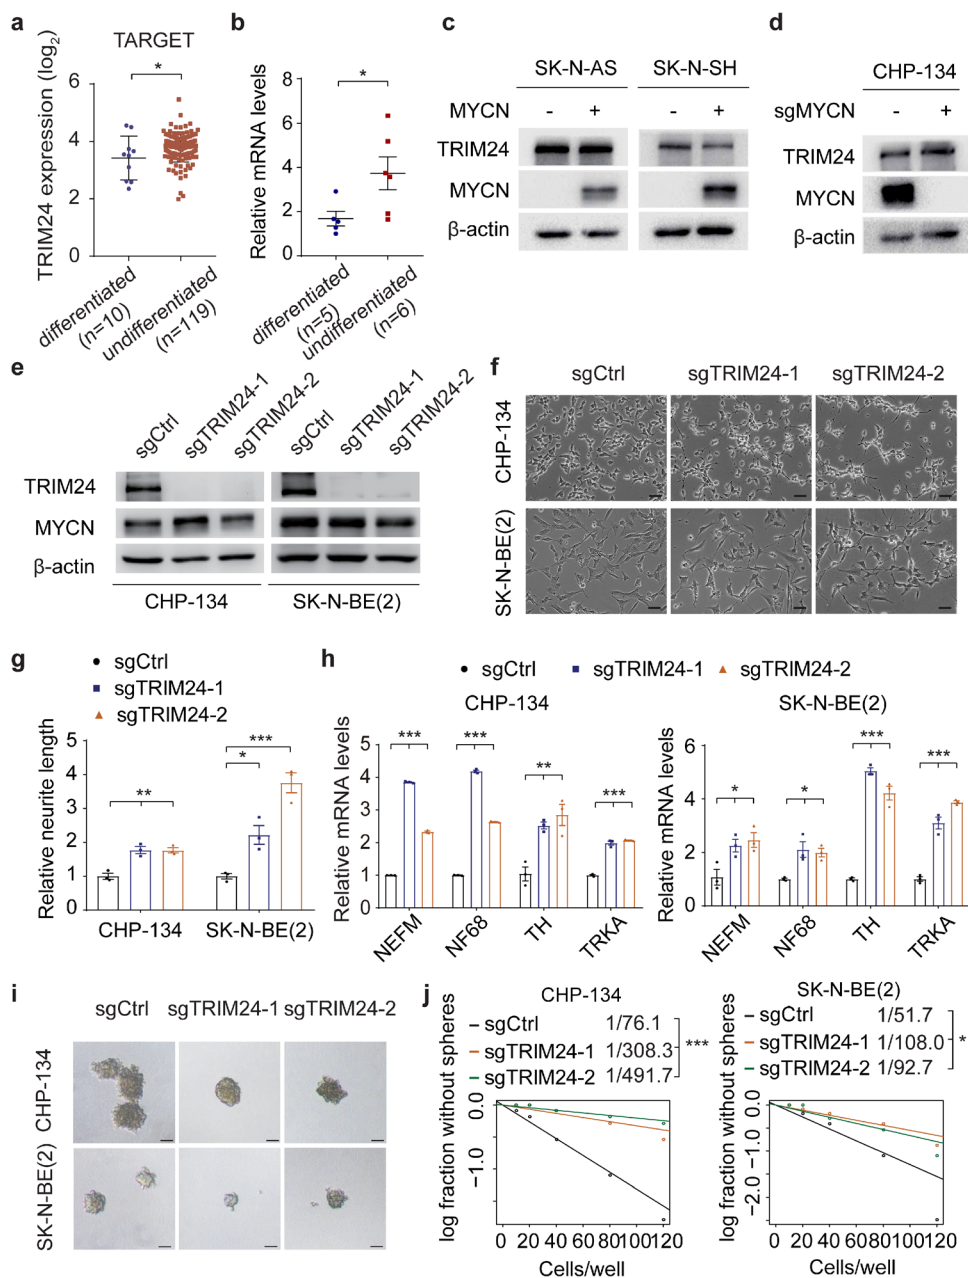 a
TARGET
*
TRIM24 expression (log2)
6
4
2
0
differentiated
(n=10)
undifferentiated
(n=119)
b
*
Relative mRNA levels
8
6
4
2
0
differentiated
(n=5)
undifferentiated
(n=6)
c
SK-N-AS SK-N-SH
MYCN - + - +
TRIM24
MYCN
β-actin
d
CHP-134
sgMYCN - +
TRIM24
MYCN
β-actin
e
sgCtrl
sgTRIM24-1
sgTRIM24-2
sgCtrl
sgTRIM24-1
sgTRIM24-2
TRIM24
MYCN
β-actin
CHP-134 SK-N-BE(2)
f
sgCtrl sgTRIM24-1 sgTRIM24-2
CHP-134
SK-N-BE(2)
g
sgCtrl
sgTRIM24-1
sgTRIM24-2
Relative neurite length
5
4
3
2
1
0
**
*
***
CHP-134 SK-N-BE(2)
h
sgCtrl sgTRIM24-1 sgTRIM24-2
CHP-134
Relative mRNA levels
5
4
3
2
1
0
*** *** ** ***
NEFM NF68 TH TRKA
SK-N-BE(2)
Relative mRNA levels
6
4
2
0
* * *** ***
NEFM NF68 TH TRKA
i
sgCtrl sgTRIM24-1 sgTRIM24-2
CHP-134
SK-N-BE(2)
j
CHP-134
sgCtrl 1/76.1
sgTRIM24-1 1/308.3
sgTRIM24-2 1/491.7
***
log fraction without spheres
0.0
−1.0
0 20 40 60 80 100 120
Cells/well
SK-N-BE(2)
sgCtrl 1/51.7
sgTRIM24-1 1/108.0
sgTRIM24-2 1/92.7
*
log fraction without spheres
0.0
−1.0
−2.0
0 20 40 60 80 100 120
Cells/well